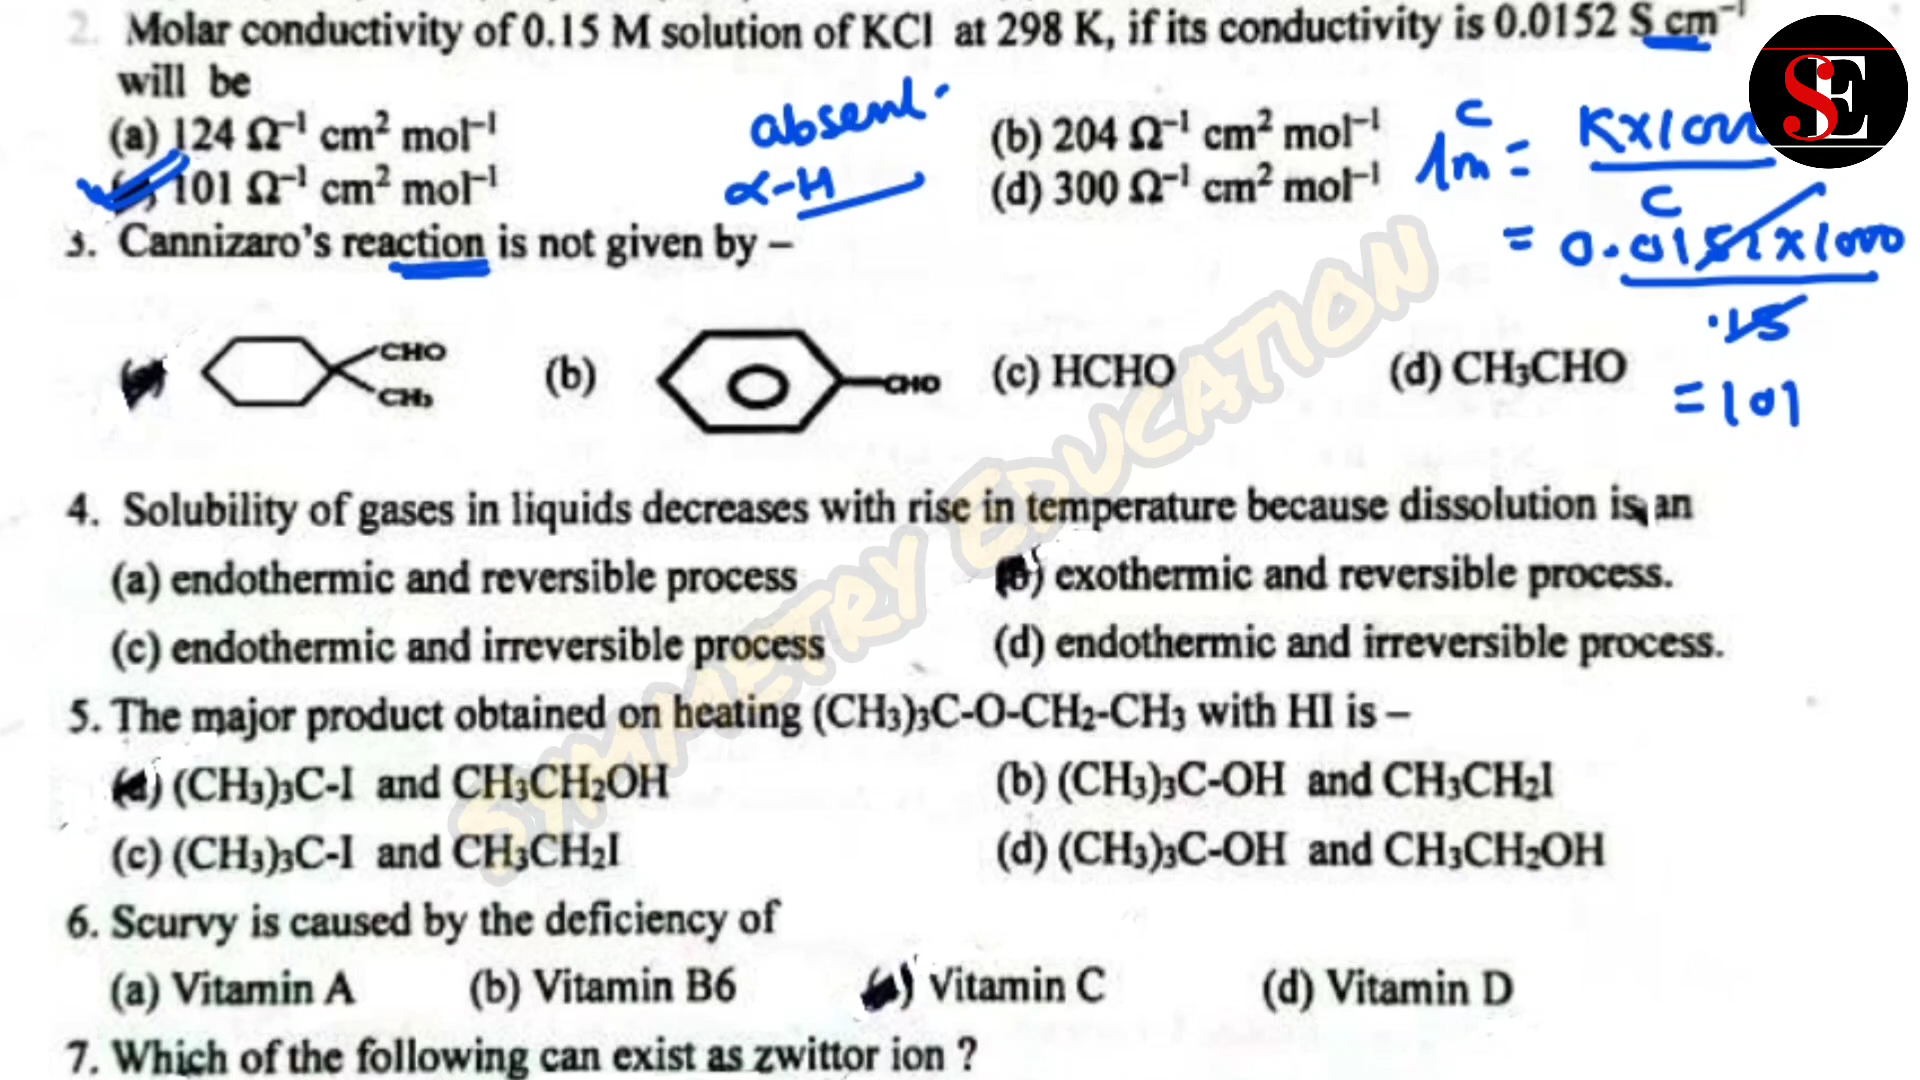 2. Molar conductivity of 0.15 M solution of KCl at 298 K, if its conductivity is 0.0152 S cm⁻¹
will be
(a) 124 Ω⁻¹ cm² mol⁻¹ (b) 204 Ω⁻¹ cm² mol⁻¹
101 Ω⁻¹ cm² mol⁻¹ (d) 300 Ω⁻¹ cm² mol⁻¹
absent
α-H
SE
Λm c = K×1000
c
= 0.0152×1000
.15
= 101
3. Cannizaro's reaction is not given by –
CHO
CH₃
(b) CHO (c) HCHO (d) CH₃CHO
4. Solubility of gases in liquids decreases with rise in temperature because dissolution is an
(a) endothermic and reversible process (b) exothermic and reversible process.
(c) endothermic and irreversible process (d) endothermic and irreversible process.
5. The major product obtained on heating (CH₃)₃C-O-CH₂-CH₃ with HI is –
(a) (CH₃)₃C-I and CH₃CH₂OH (b) (CH₃)₃C-OH and CH₃CH₂I
(c) (CH₃)₃C-I and CH₃CH₂I (d) (CH₃)₃C-OH and CH₃CH₂OH
6. Scurvy is caused by the deficiency of
(a) Vitamin A (b) Vitamin B6 Vitamin C (d) Vitamin D
7. Which of the following can exist as zwittor ion ?
SYMMETRY EDUCATION